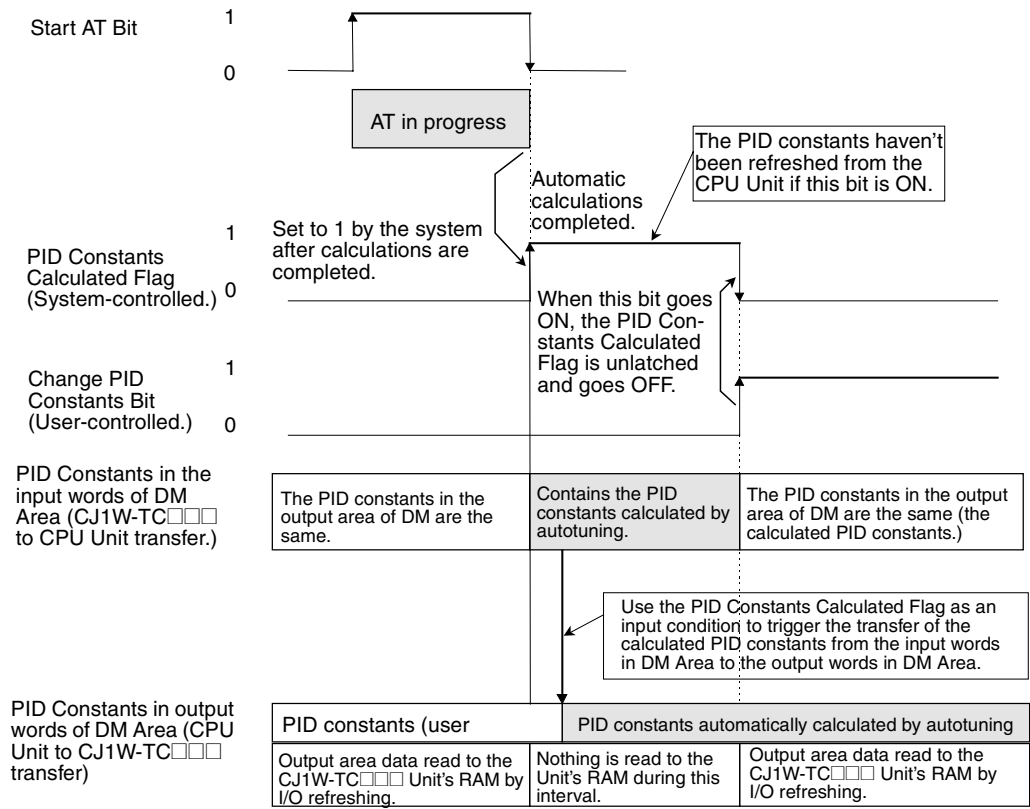 Start AT Bit
1
0
AT in progress
The PID constants haven't
been refreshed from the
CPU Unit if this bit is ON.
Automatic
calculations
completed.
Set to 1 by the system
after calculations are
completed.
PID Constants
Calculated Flag
(System-controlled.)
1
0
When this bit goes
ON, the PID Con-
stants Calculated
Flag is unlatched
and goes OFF.
Change PID
Constants Bit
(User-controlled.)
1
0
PID Constants in the
input words of DM
Area (CJ1W-TC□□□
to CPU Unit transfer.)
The PID constants in the
output area of DM are the
same.
Contains the PID
constants calculated by
autotuning.
The PID constants in the output
area of DM are the same (the
calculated PID constants.)
Use the PID Constants Calculated Flag as an
input condition to trigger the transfer of the
calculated PID constants from the input words
in DM Area to the output words in DM Area.
PID Constants in output
words of DM Area (CPU
Unit to CJ1W-TC□□□
transfer)
PID constants (user
PID constants automatically calculated by autotuning
Output area data read to the
CJ1W-TC□□□ Unit's RAM by
I/O refreshing.
Nothing is read to the
Unit's RAM during this
interval.
Output area data read to the
CJ1W-TC□□□ Unit's RAM by
I/O refreshing.